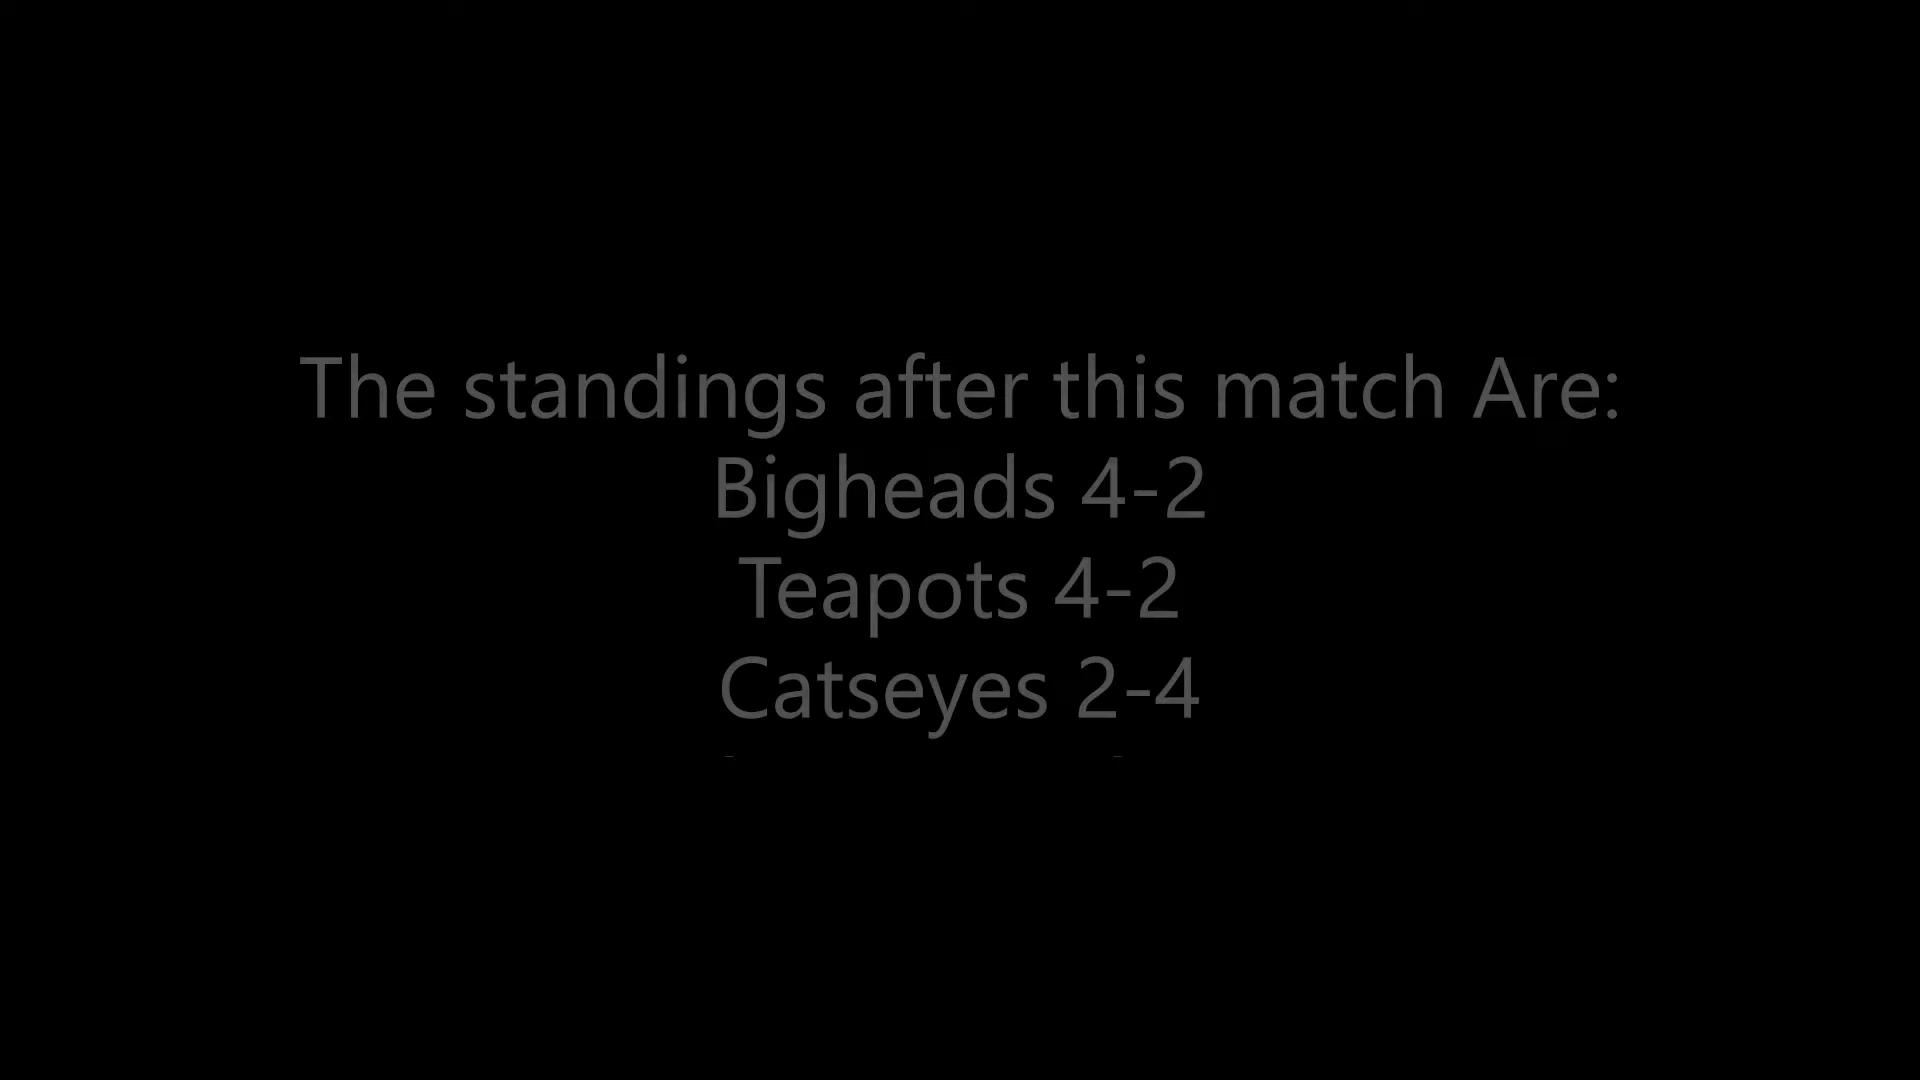 The standings after this match Are:
Bigheads 4-2
Teapots 4-2
Catseyes 2-4